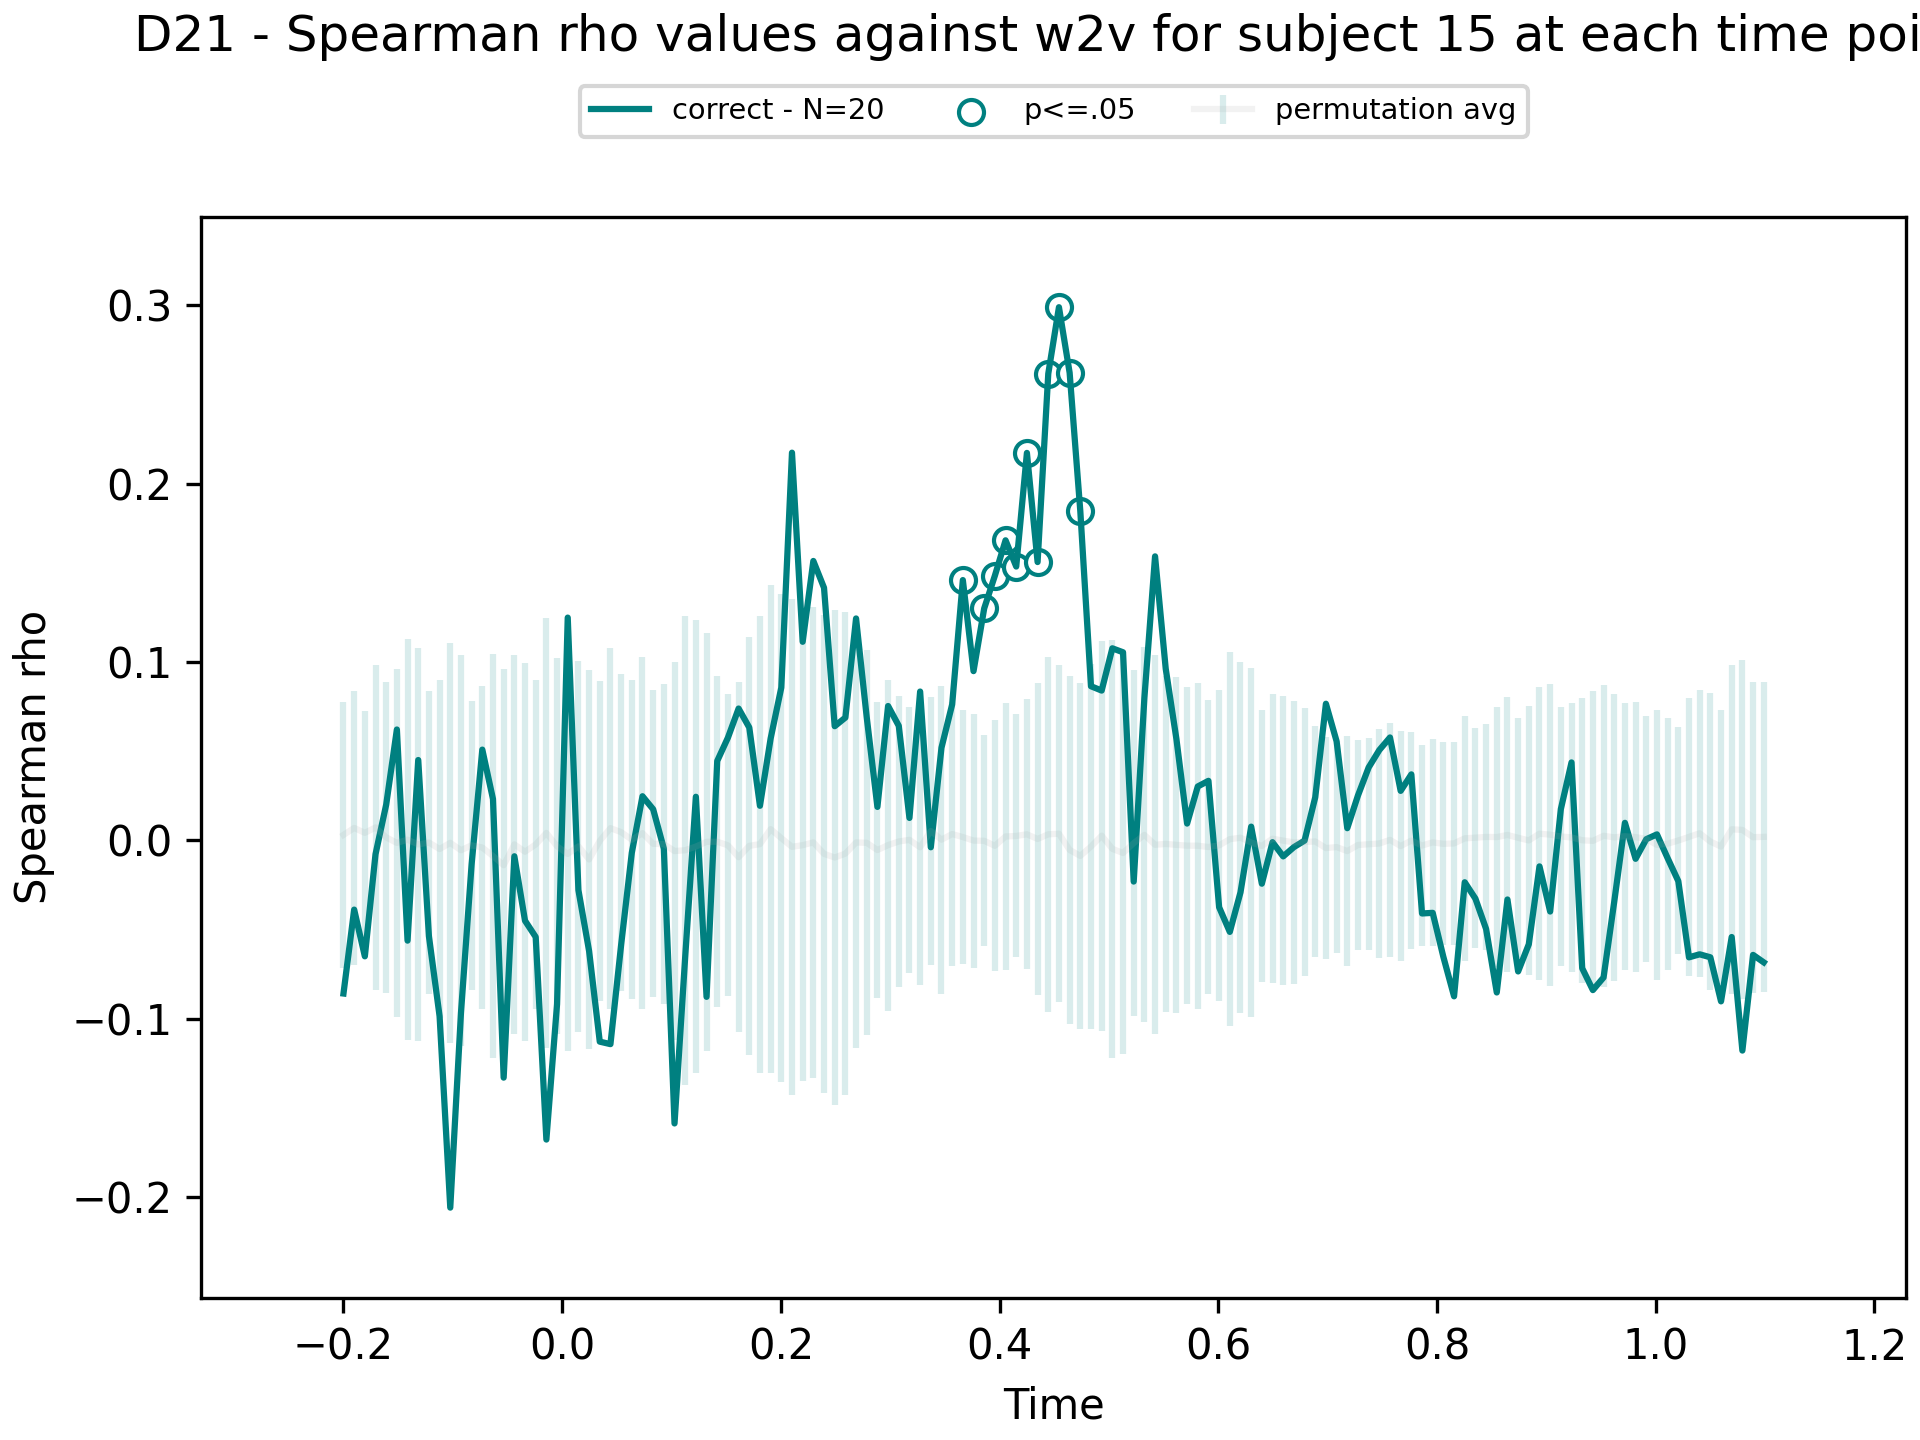 D21 - Spearman rho values against w2v for subject 15 at each time poi
correct - N=20
p<=.05
permutation avg
0.3
0.2
0.1
0.0
−0.1
−0.2
Spearman rho
−0.2 0.0 0.2 0.4 0.6 0.8 1.0 1.2
Time